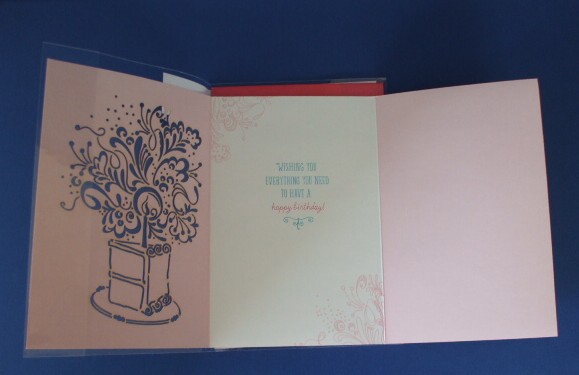 WISHING YOU
EVERYTHING YOU NEED
TO HAVE A
happy birthday!